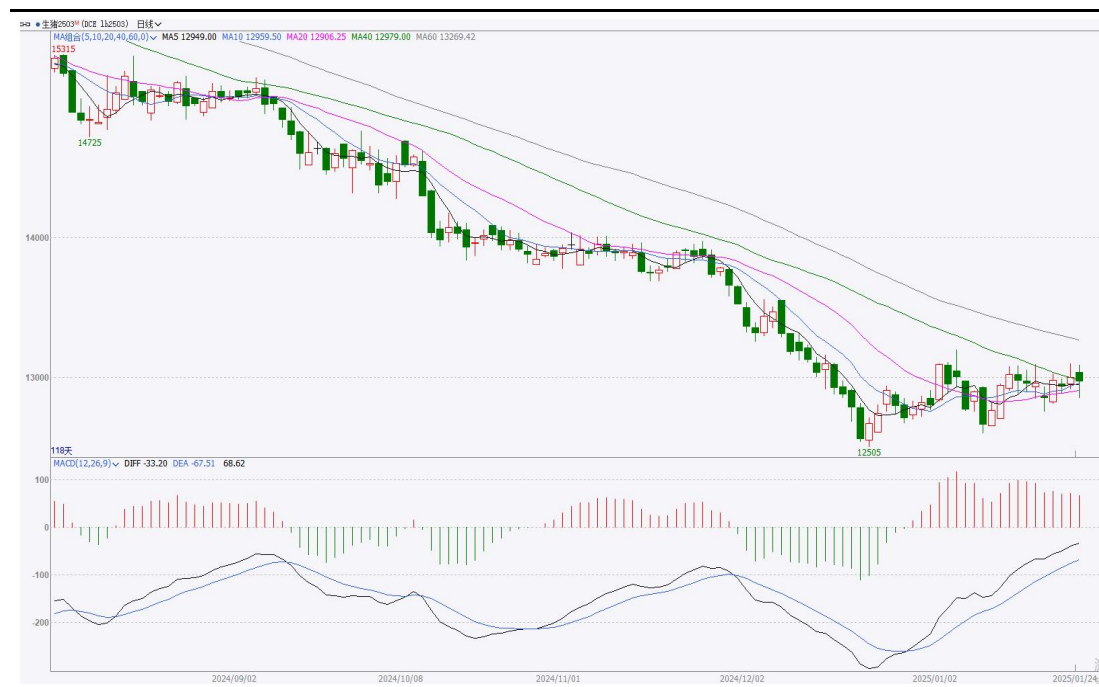 生猪2503M (DCE lh2503) 日线
MA组合(5,10,20,40,60,0) MA5 12949.00 MA10 12959.50 MA20 12906.25 MA40 12979.00 MA60 13269.42
15315
14725
14000
13000
12505
118天
MACD(12,26,9) DIFF -33.20 DEA -67.51 68.62
100
0
-100
-200
2024/09/02 2024/10/08 2024/11/01 2024/12/02 2025/01/02 2025/01/24